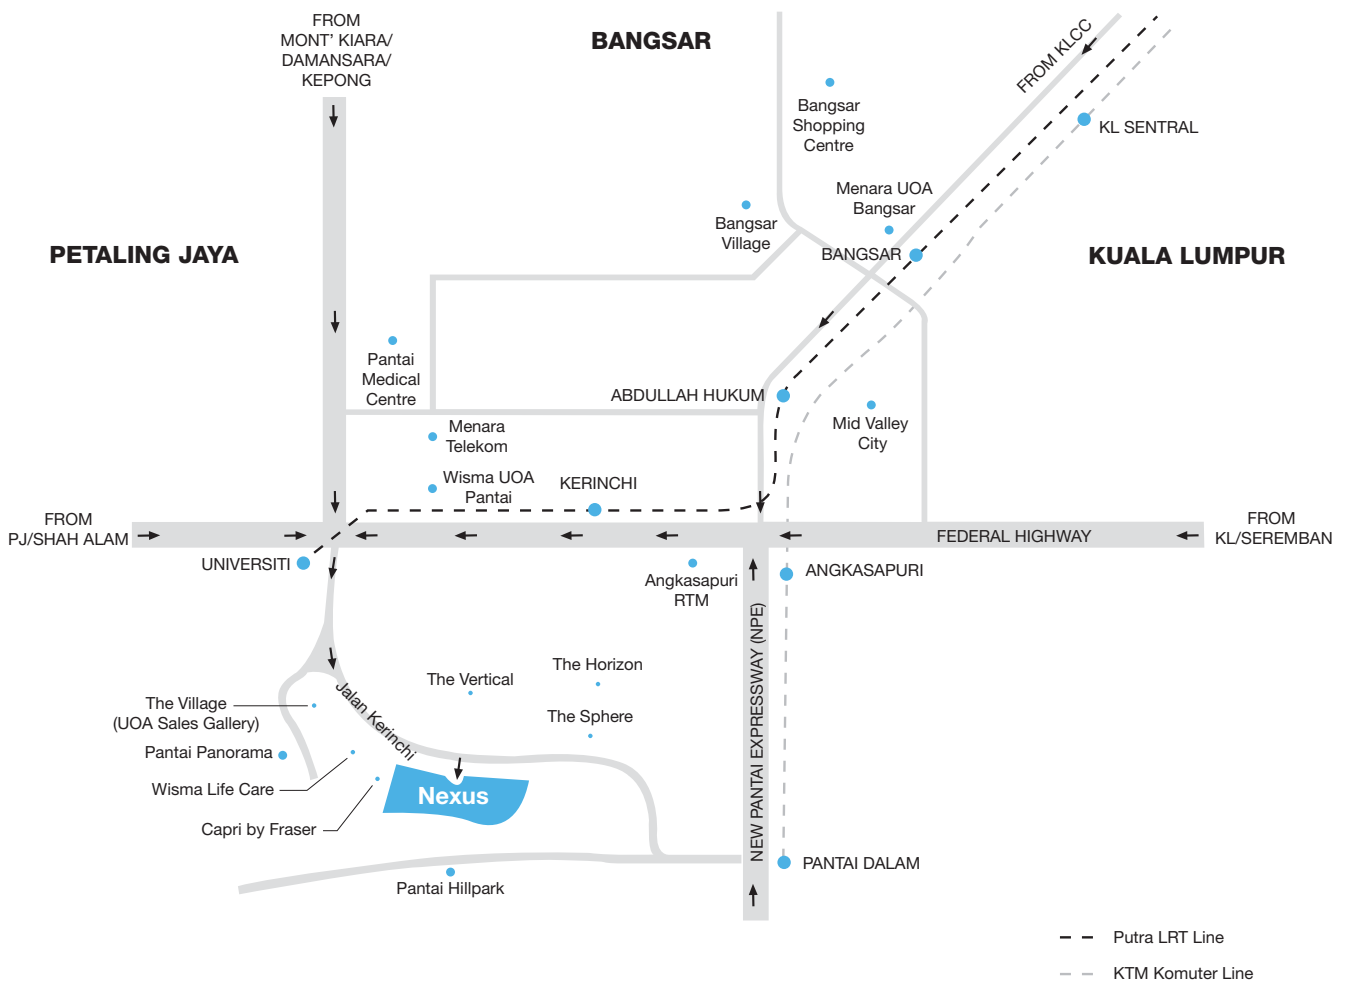 FROM
MONT’ KIARA/
DAMANSARA/
KEPONG
BANGSAR
FROM KLCC
Bangsar
Shopping
Centre
KL SENTRAL
Menara UOA
Bangsar
Bangsar
Village
BANGSAR
PETALING JAYA
KUALA LUMPUR
Pantai
Medical
Centre
ABDULLAH HUKUM
Mid Valley
City
Menara
Telekom
Wisma UOA
Pantai
KERINCHI
FROM
PJ/SHAH ALAM
FEDERAL HIGHWAY
FROM
KL/SEREMBAN
UNIVERSITI
Angkasapuri
RTM
ANGKASAPURI
NEW PANTAI EXPRESSWAY (NPE)
The Horizon
The Vertical
The Sphere
Jalan Kerinchi
The Village
(UOA Sales Gallery)
Pantai Panorama
Wisma Life Care
Capri by Fraser
Nexus
PANTAI DALAM
Pantai Hillpark
Putra LRT Line
KTM Komuter Line